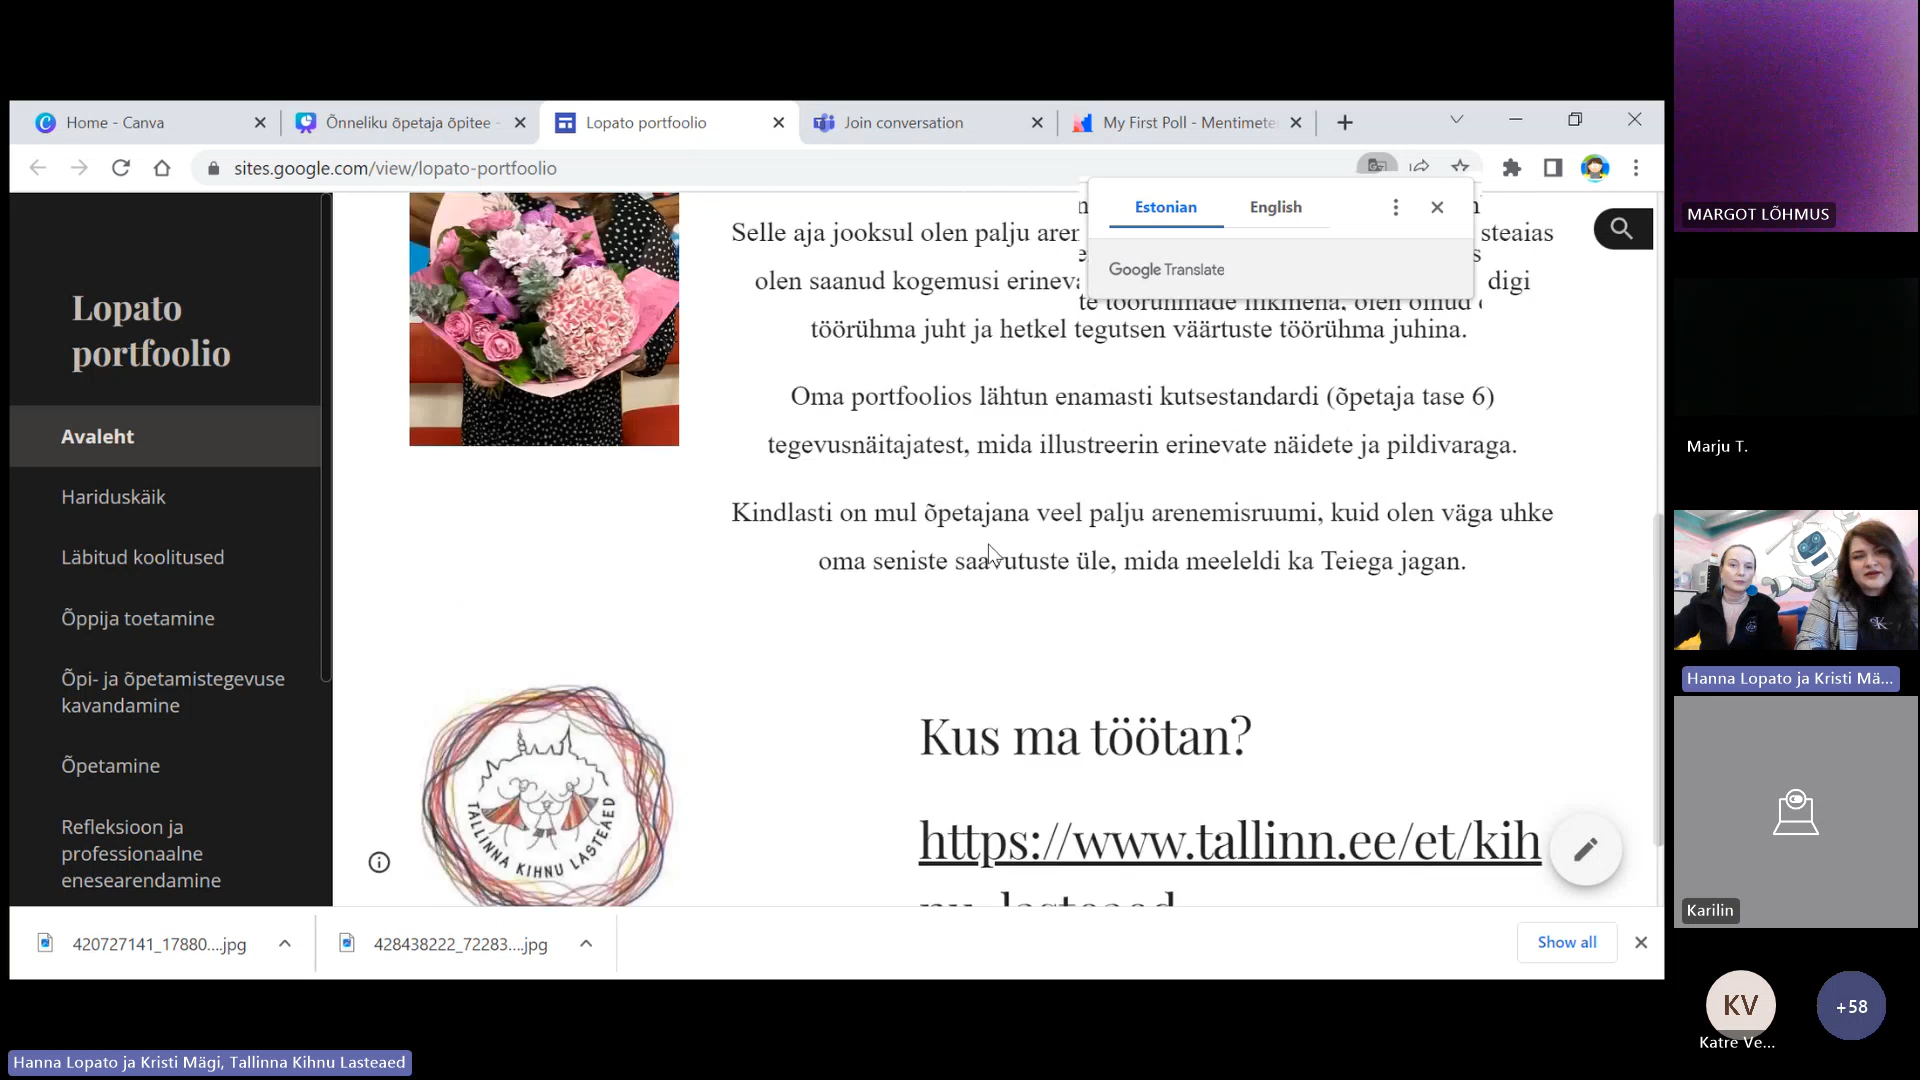 Home - Canva
Õnneliku õpetaja õpitee -
Lopato portfoolio
Join conversation
My First Poll - Mentimeter
sites.google.com/view/lopato-portfoolio
Estonian
English
Google Translate
Lopato
portfoolio
Avaleht
Hariduskäik
Läbitud koolitused
Õppija toetamine
Õpi- ja õpetamistegevuse
kavandamine
Õpetamine
Refleksioon ja
professionaalne
enesearendamine
Selle aja jooksul olen palju aren steaias
olen saanud kogemusi erineva digi
töörühma juht ja hetkel tegutsen väärtuste töörühma juhina.
Oma portfoolios lähtun enamasti kutsestandardi (õpetaja tase 6)
tegevusnäitajatest, mida illustreerin erinevate näidete ja pildivaraga.
Kindlasti on mul õpetajana veel palju arenemisruumi, kuid olen väga uhke
oma seniste saavutuste üle, mida meeleldi ka Teiega jagan.
TALLINNA KIHNU LASTEAED
Kus ma töötan?
https://www.tallinn.ee/et/kih
nu-lasteaed
420727141_17880....jpg
428438222_72283....jpg
Show all
MARGOT LÕHMUS
Marju T.
Hanna Lopato ja Kristi Mä...
Karilin
KV
Katre Ve...
+58
Hanna Lopato ja Kristi Mägi, Tallinna Kihnu Lasteaed